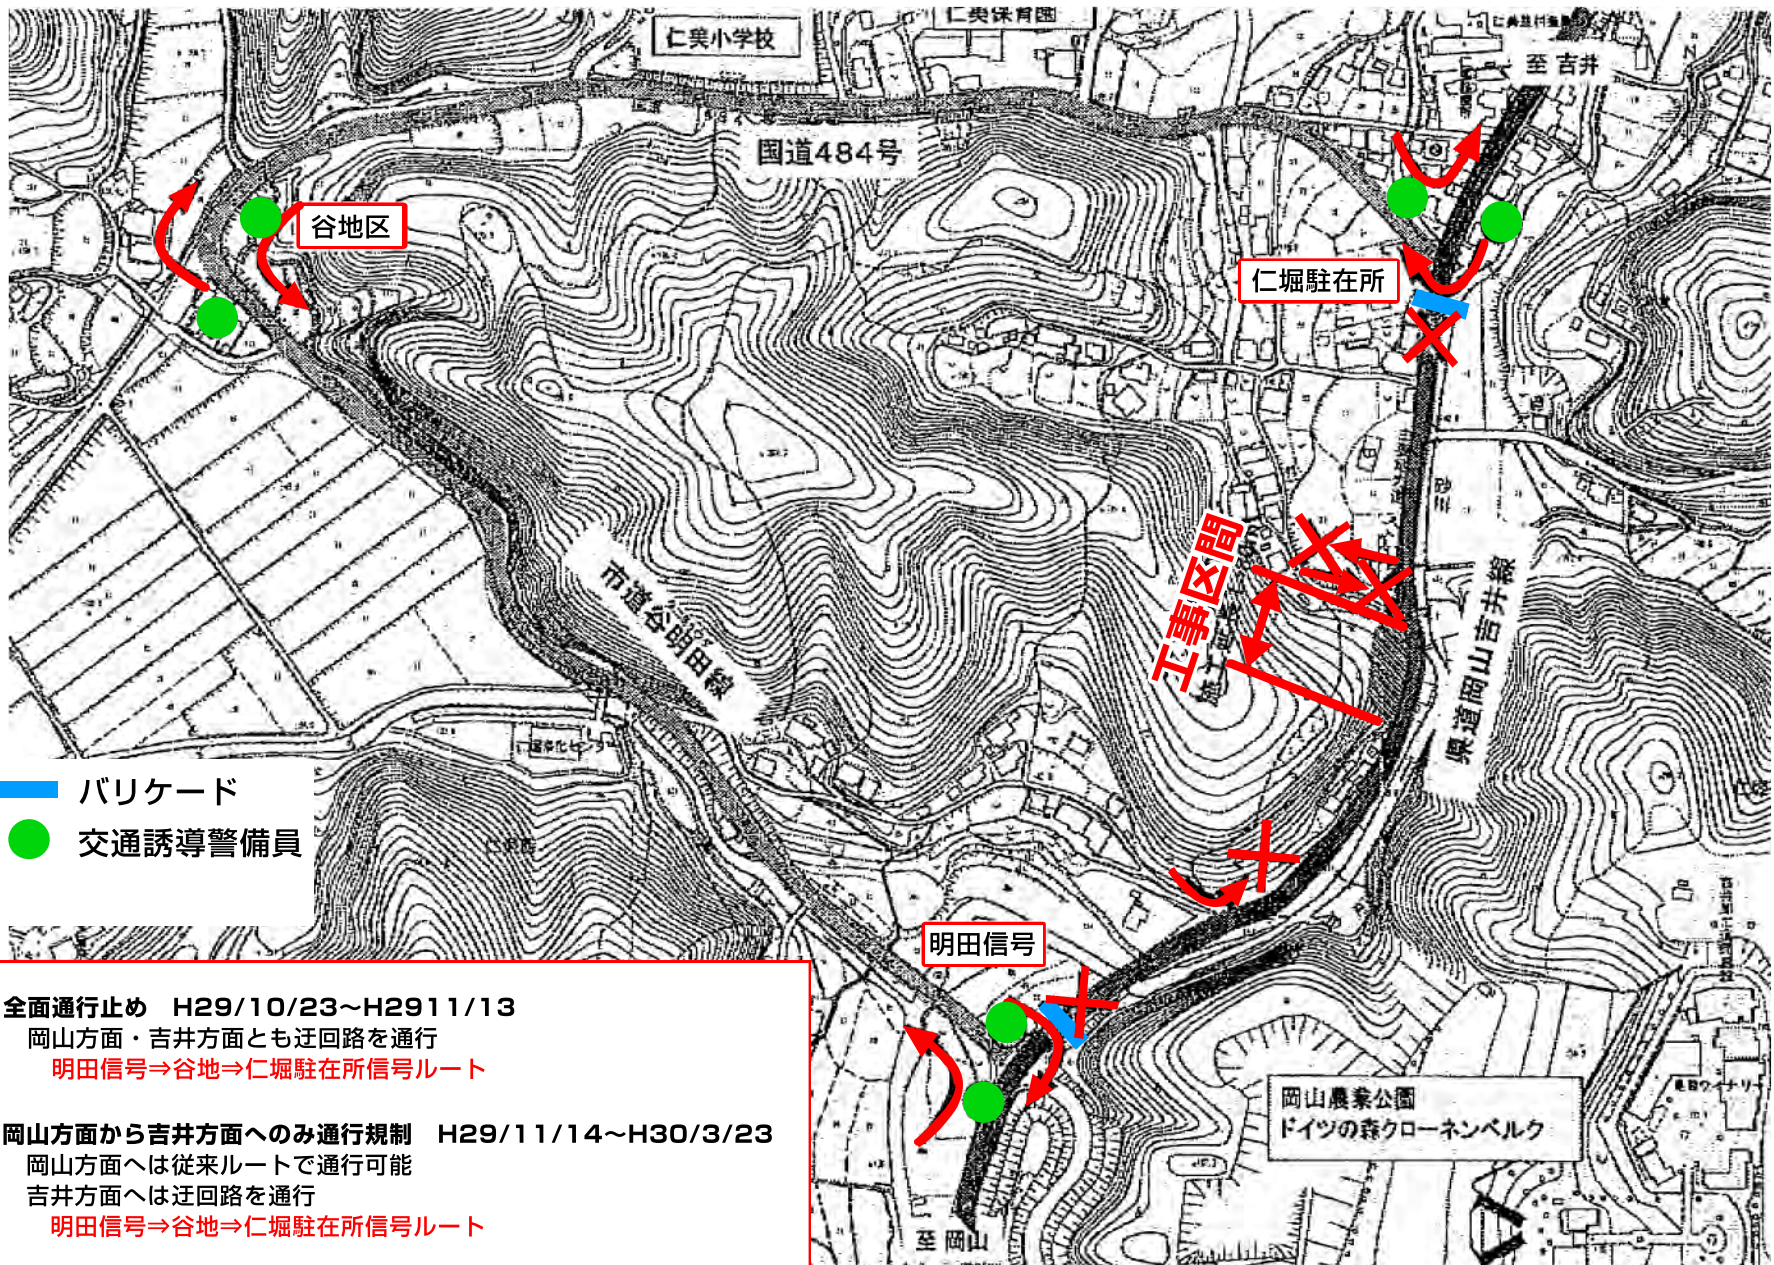 仁美保育園
仁美小学校
至 吉井
国道484号
谷地区
仁堀駐在所
工事区間
市道谷明田線
県道岡山吉井線
仁堀浄化センター
バリケード
交通誘導警備員
明田信号
全面通行止め　H29/10/23～H2911/13
岡山方面・吉井方面とも迂回路を通行
明田信号⇒谷地⇒仁堀駐在所信号ルート
岡山方面から吉井方面へのみ通行規制　H29/11/14～H30/3/23
岡山方面へは従来ルートで通行可能
吉井方面へは迂回路を通行
明田信号⇒谷地⇒仁堀駐在所信号ルート
岡山農業公園
ドイツの森クローネンベルク
至 岡山